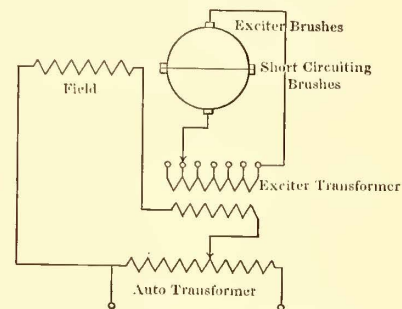 Exciter Brushes
Short Circuiting
Brushes
Field
Exciter Transformer
Auto Transformer